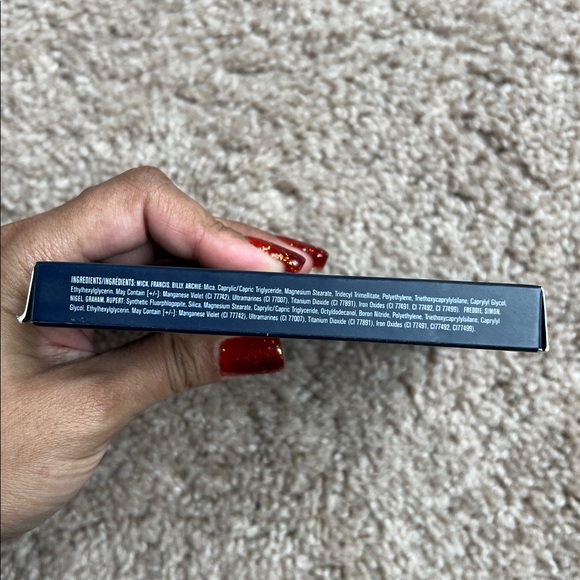 INGREDIENTS/INGRÉDIENTS: MICK, FRANCIS, BILLY, ARCHIE: Mica, Caprylic/Capric Triglyceride, Magnesium Stearate, Tridecyl Trimellitate, Polyethylene, Triethoxycaprylylsilane, Caprylyl Glycol,
Ethylhexylglycerin. May Contain [+/-]: Manganese Violet (CI 77742), Ultramarines (CI 77007), Titanium Dioxide (CI 77891), Iron Oxides (CI 77491, CI 77492, CI 77499). FREDDIE, SIMON,
NIGEL, GRAHAM, RUPERT: Synthetic Fluorphlogopite, Silica, Magnesium Stearate, Caprylic/Capric Triglyceride, Octyldodecanol, Boron Nitride, Polyethylene, Triethoxycaprylylsilane, Caprylyl
Glycol, Ethylhexylglycerin. May Contain [+/-]: Manganese Violet (CI 77742), Ultramarines (CI 77007), Titanium Dioxide (CI 77891), Iron Oxides (CI 77491, CI77492, CI77499).